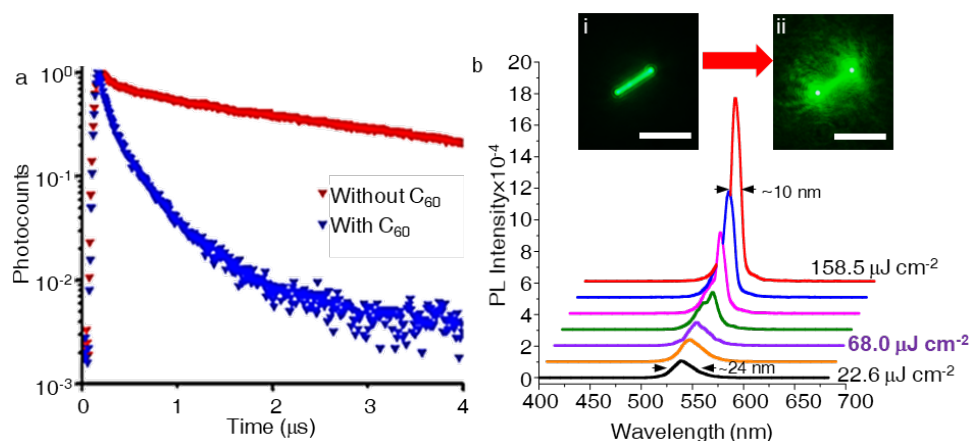 a
Photocounts
10⁰
10⁻¹
10⁻²
10⁻³
Without C₆₀
With C₆₀
0 1 2 3 4
Time (μs)
b
i
ii
PL Intensity×10⁻⁴
20
18
16
14
12
10
8
6
4
2
0
~10 nm
158.5 μJ cm⁻²
68.0 μJ cm⁻²
~24 nm
22.6 μJ cm⁻²
400 450 500 550 600 650 700
Wavelength (nm)